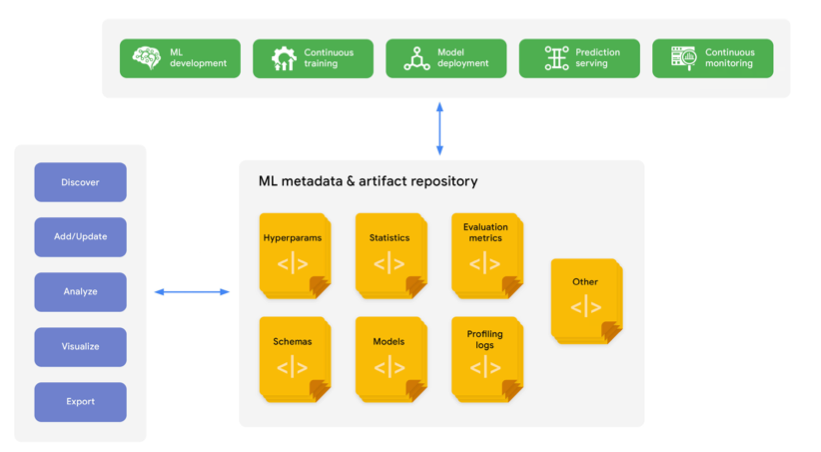 ML
development
Continuous
training
Model
deployment
Prediction
serving
Continuous
monitoring
Discover
Add/Update
Analyze
Visualize
Export
ML metadata & artifact repository
Hyperparams
Statistics
Evaluation
metrics
Other
Schemas
Models
Profiling
logs